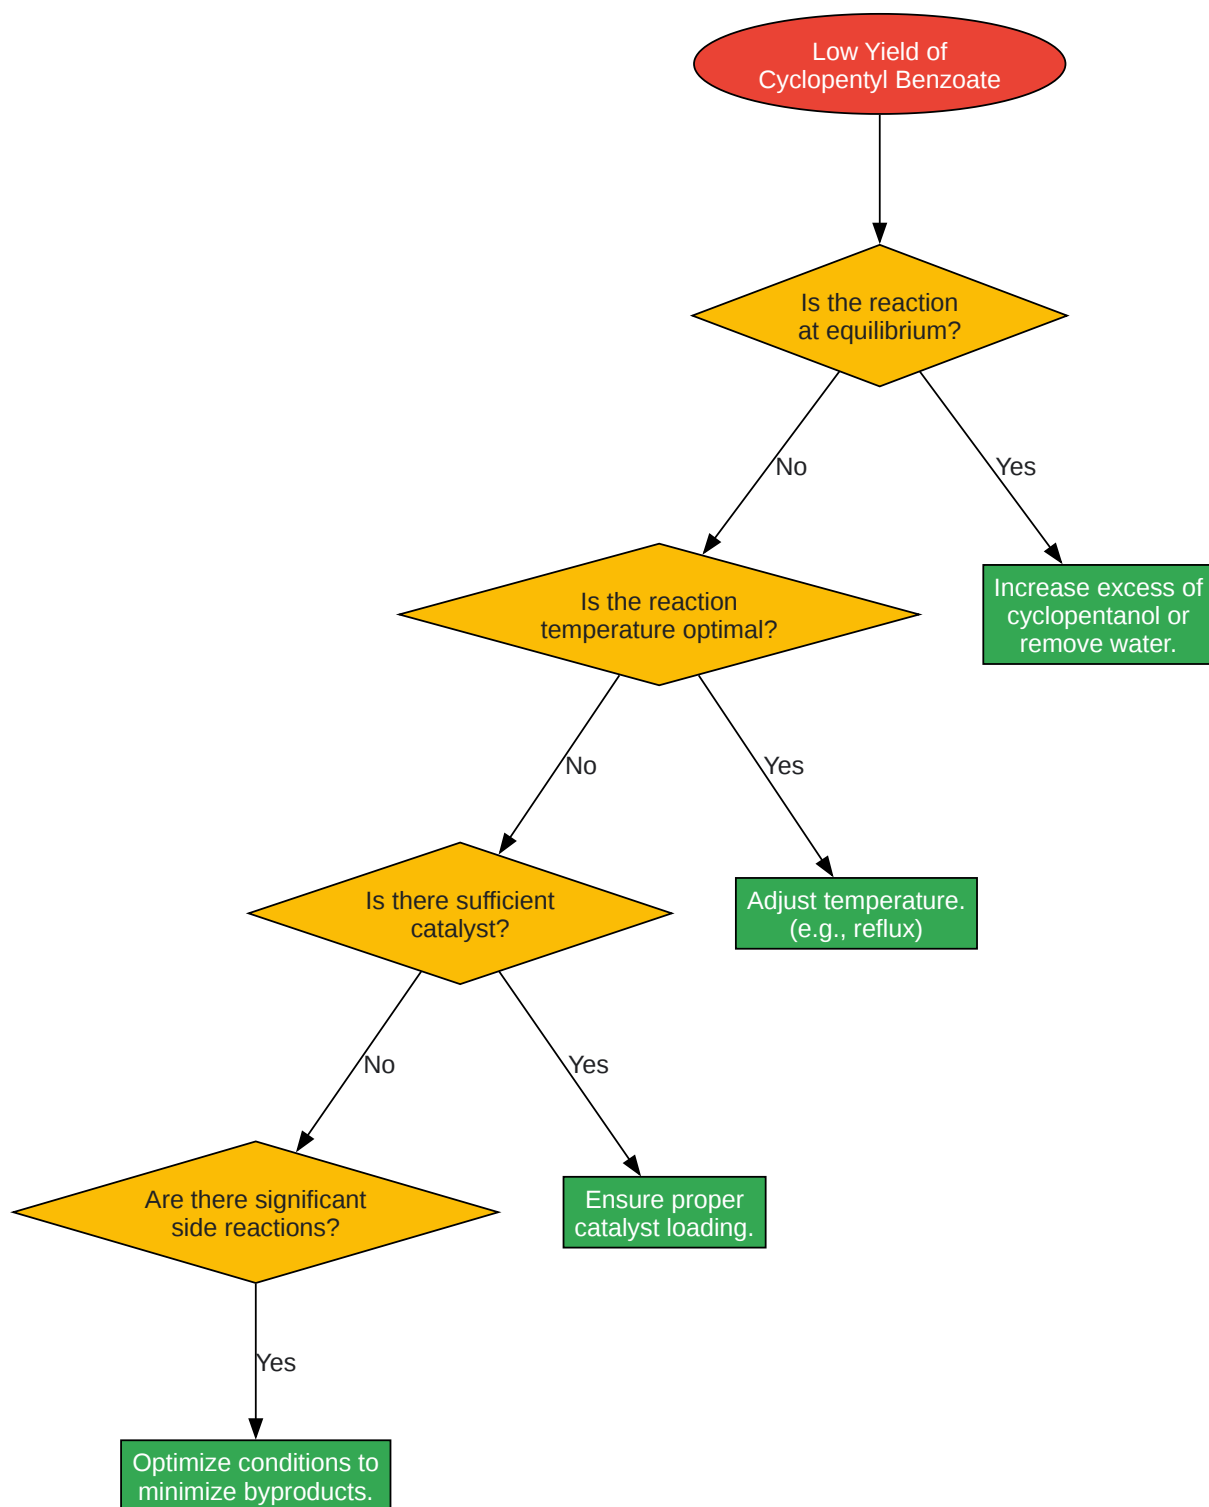 Low Yield of
Cyclopentyl Benzoate
Is the reaction
at equilibrium?
No
Yes
Is the reaction
temperature optimal?
Increase excess of
cyclopentanol or
remove water.
No
Yes
Is there sufficient
catalyst?
Adjust temperature.
(e.g., reflux)
No
Yes
Are there significant
side reactions?
Ensure proper
catalyst loading.
Yes
Optimize conditions to
minimize byproducts.